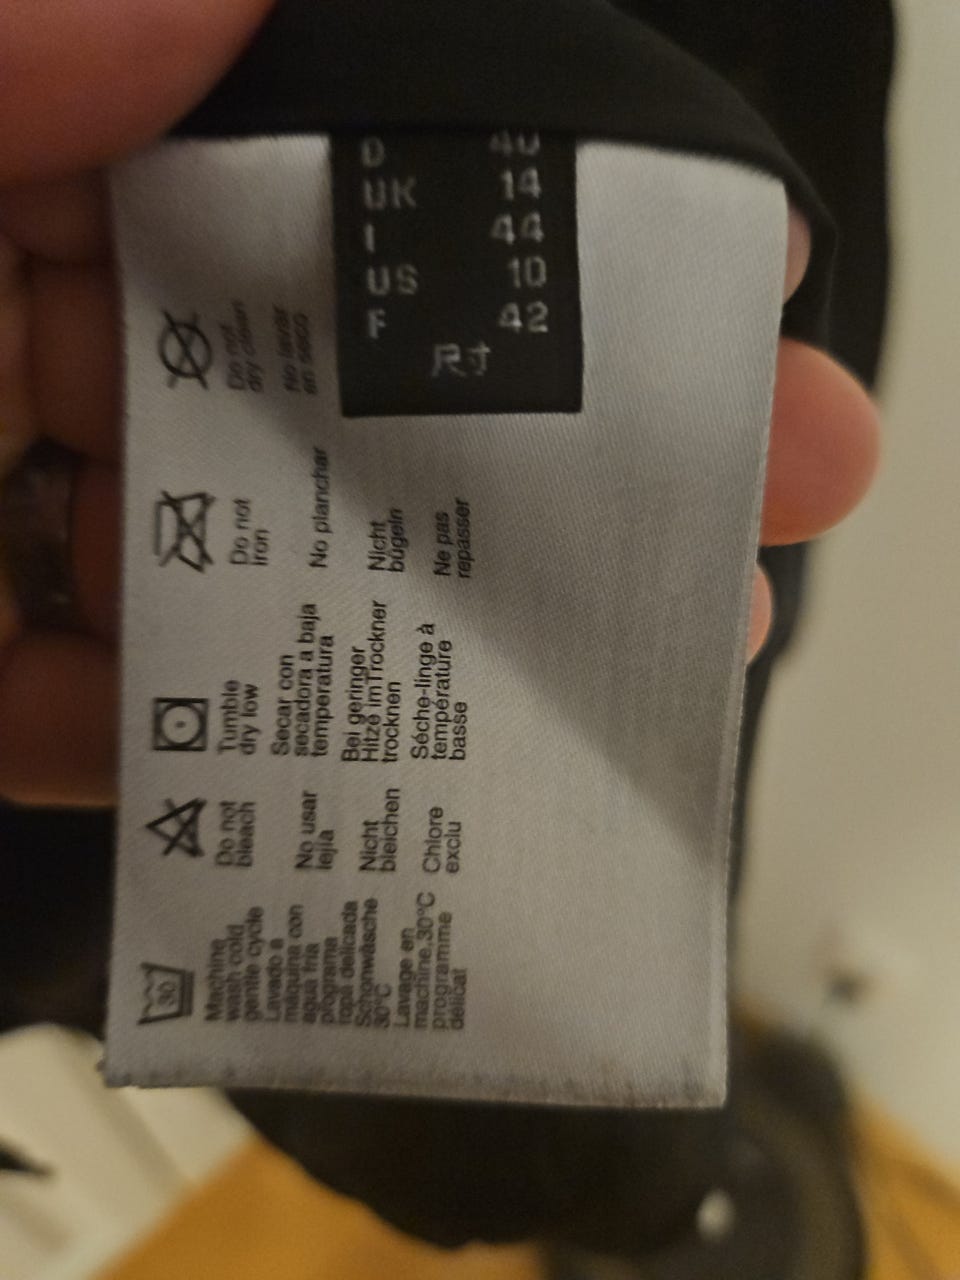 D 40
UK 14
I 44
US 10
F 42
尺寸
30
Machine
wash cold
gentle cycle
Lavado a
máquina con
agua fría
programa
ropa delicada
Schonwäsche
30°C
Lavage en
machine.30°C
programme
délicat
Do not
bleach
No usar
lejía
Nicht
bleichen
Chlore
exclu
Tumble
dry low
Secar con
secadora a baja
temperatura
Bei geringer
Hitze imTrockner
trocknen
Séche-linge à
température
basse
Do not
iron
No planchar
Nicht
bügeln
Ne pas
repasser
Do not
dry clean
No lavar
en seco